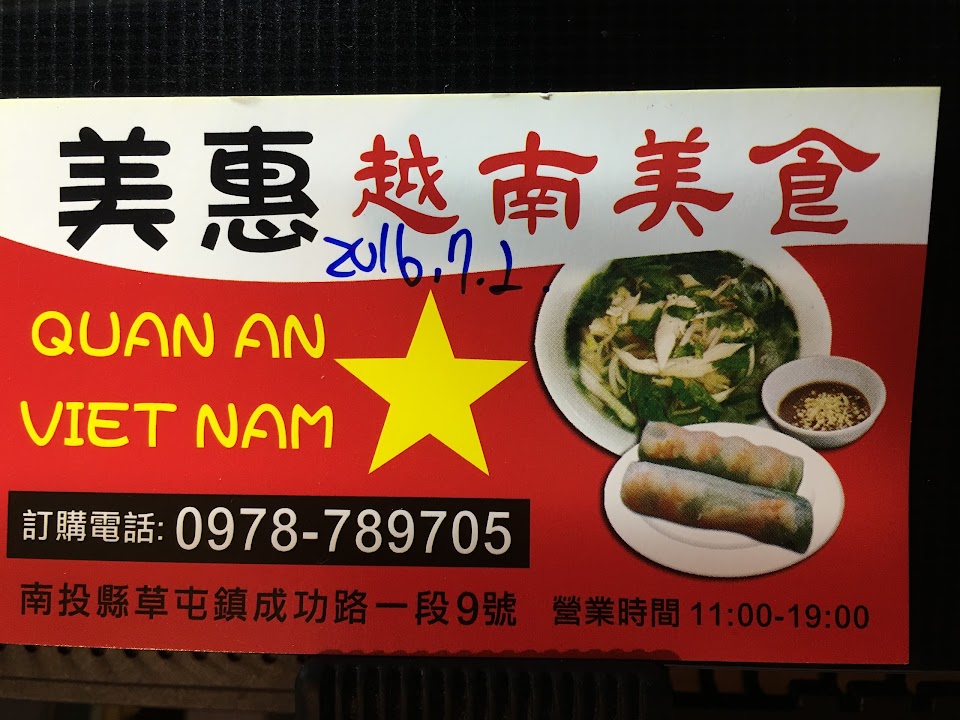 美惠越南美食
2016.7.2
QUAN AN
VIET NAM
訂購電話: 0978-789705
南投縣草屯鎮成功路一段9號 營業時間 11:00-19:00